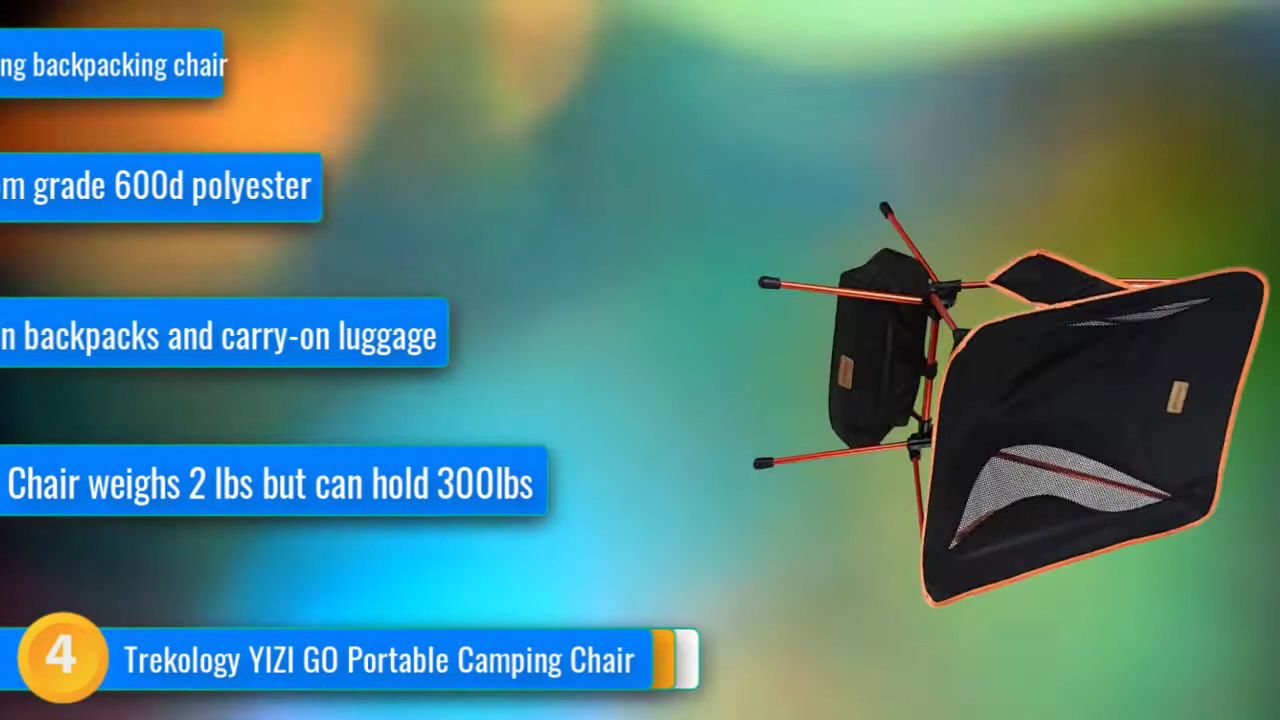 ng backpacking chair
m grade 600d polyester
n backpacks and carry-on luggage
Chair weighs 2 lbs but can hold 300lbs
4 Trekology YIZI GO Portable Camping Chair